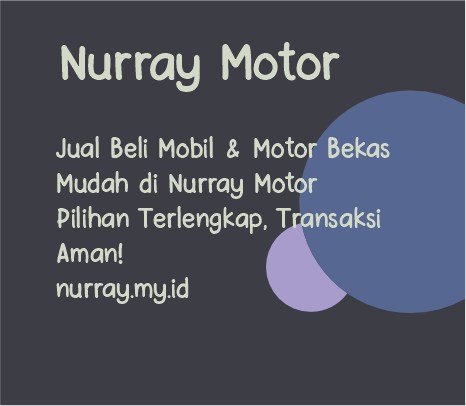 Nurray Motor
Jual Beli Mobil & Motor Bekas
Mudah di Nurray Motor
Pilihan Terlengkap, Transaksi
Aman!
nurray.my.id